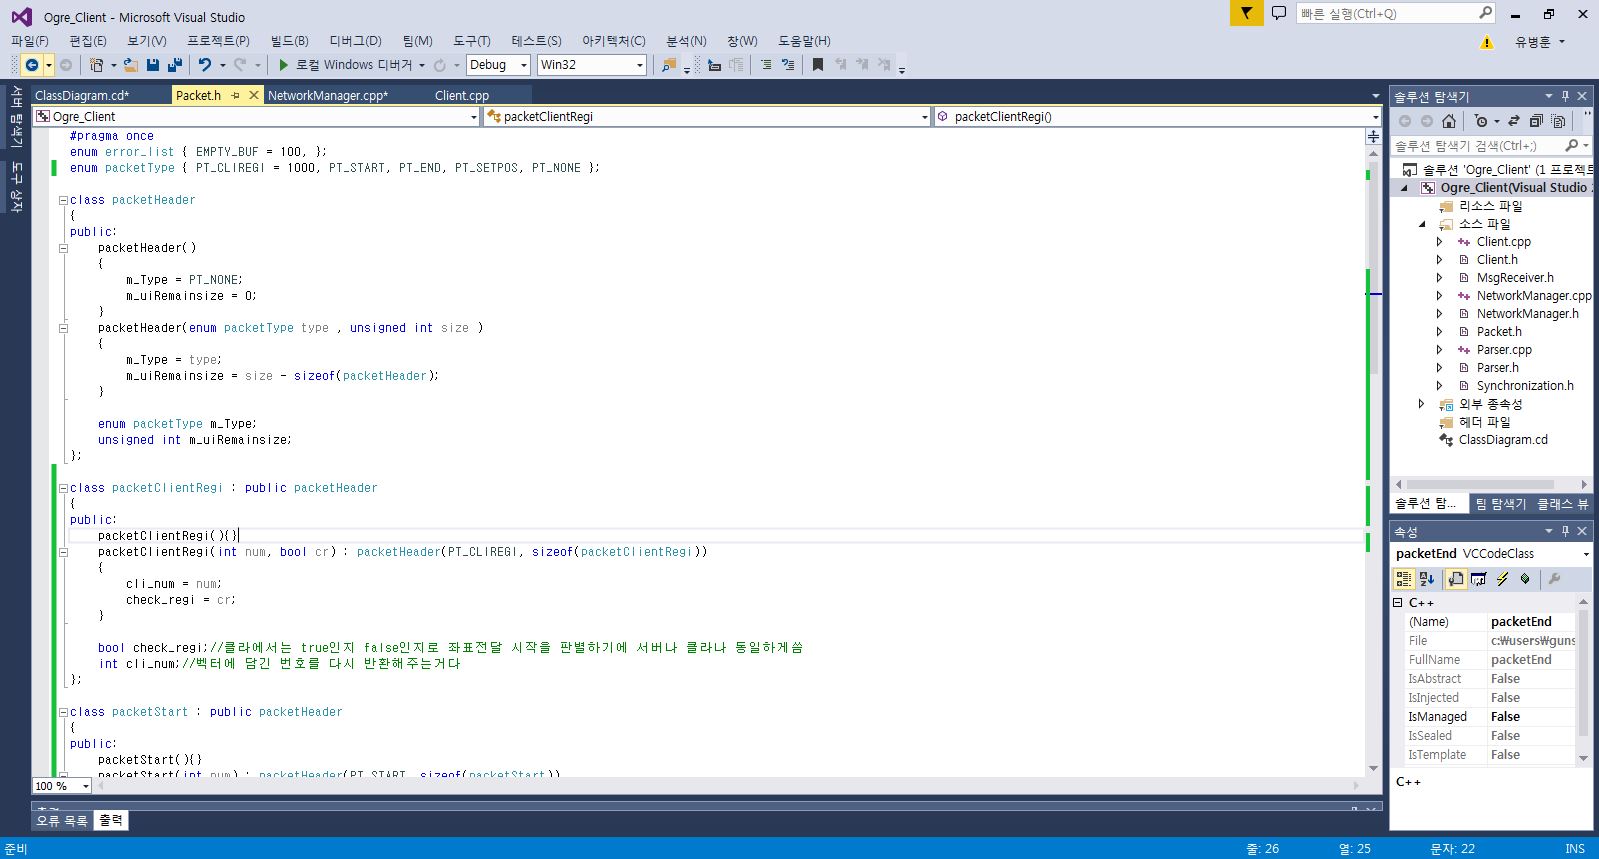 Ogre_Client - Microsoft Visual Studio
빠른 실행(Ctrl+Q)
파일(F) 편집(E) 보기(V) 프로젝트(P) 빌드(B) 디버그(D) 팀(M) 도구(T) 테스트(S) 아키텍처(C) 분석(N) 창(W) 도움말(H)
유병훈
로컬 Windows 디버거 Debug Win32
서버 탐색기
도구 상자
ClassDiagram.cd* Packet.h NetworkManager.cpp* Client.cpp
Ogre_Client packetClientRegi packetClientRegi()
#pragma once
enum error_list { EMPTY_BUF = 100, };
enum packetType { PT_CLIREGI = 1000, PT_START, PT_END, PT_SETPOS, PT_NONE };
class packetHeader
{
public:
packetHeader()
{
m_Type = PT_NONE;
m_uiRemainsize = 0;
}
packetHeader(enum packetType type , unsigned int size )
{
m_Type = type;
m_uiRemainsize = size - sizeof(packetHeader);
}
enum packetType m_Type;
unsigned int m_uiRemainsize;
};
class packetClientRegi : public packetHeader
{
public:
packetClientRegi(){}
packetClientRegi(int num, bool cr) : packetHeader(PT_CLIREGI, sizeof(packetClientRegi))
{
cli_num = num;
check_regi = cr;
}
bool check_regi;//클라에서는 true인지 false인지로 좌표전달 시작을 판별하기에 서버나 클라나 동일하게씀
int cli_num;//벡터에 담긴 번호를 다시 반환해주는거다
};
class packetStart : public packetHeader
{
public:
packetStart(){}
packetStart(int num) : packetHeader(PT_START, sizeof(packetStart))
100 %
오류 목록 출력
솔루션 탐색기
솔루션 탐색기 검색(Ctrl+;)
솔루션 'Ogre_Client' (1 프로젝트
Ogre_Client(Visual Studio
리소스 파일
소스 파일
Client.cpp
Client.h
MsgReceiver.h
NetworkManager.cpp
NetworkManager.h
Packet.h
Parser.cpp
Parser.h
Synchronization.h
외부 종속성
헤더 파일
ClassDiagram.cd
솔루션 탐... 팀 탐색기 클래스 뷰
속성
packetEnd VCCodeClass
C++
(Name) packetEnd
File c:₩users₩guns
FullName packetEnd
IsAbstract False
IsInjected False
IsManaged False
IsSealed False
IsTemplate False
C++
준비 줄: 26 열: 25 문자: 22 INS